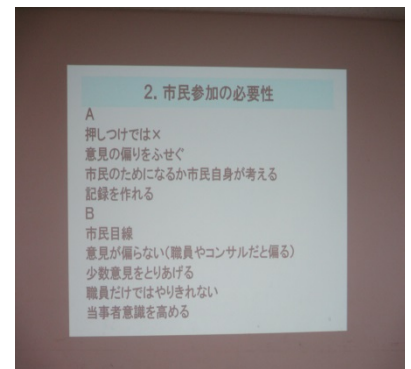 2. 市民参加の必要性
A
押しつけでは×
意見の偏りをふせぐ
市民のためになるか市民自身が考える
記録を作れる
B
市民目線
意見が偏らない(職員やコンサルだと偏る)
少数意見をとりあげる
職員だけではやりきれない
当事者意識を高める